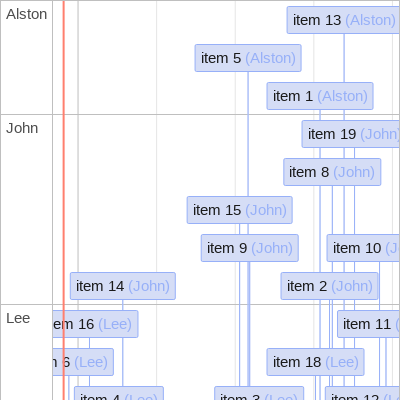 Alston
item 13 (Alston)
item 5 (Alston)
item 1 (Alston)
John
item 19 (John)
item 8 (John)
item 15 (John)
item 9 (John)
item 10 (J
item 14 (John)
item 2 (John)
Lee
em 16 (Lee)
item 11 (
6 (Lee)
item 18 (Lee)
item 4 (Lee)
item 3 (Lee)
item 12 (Le